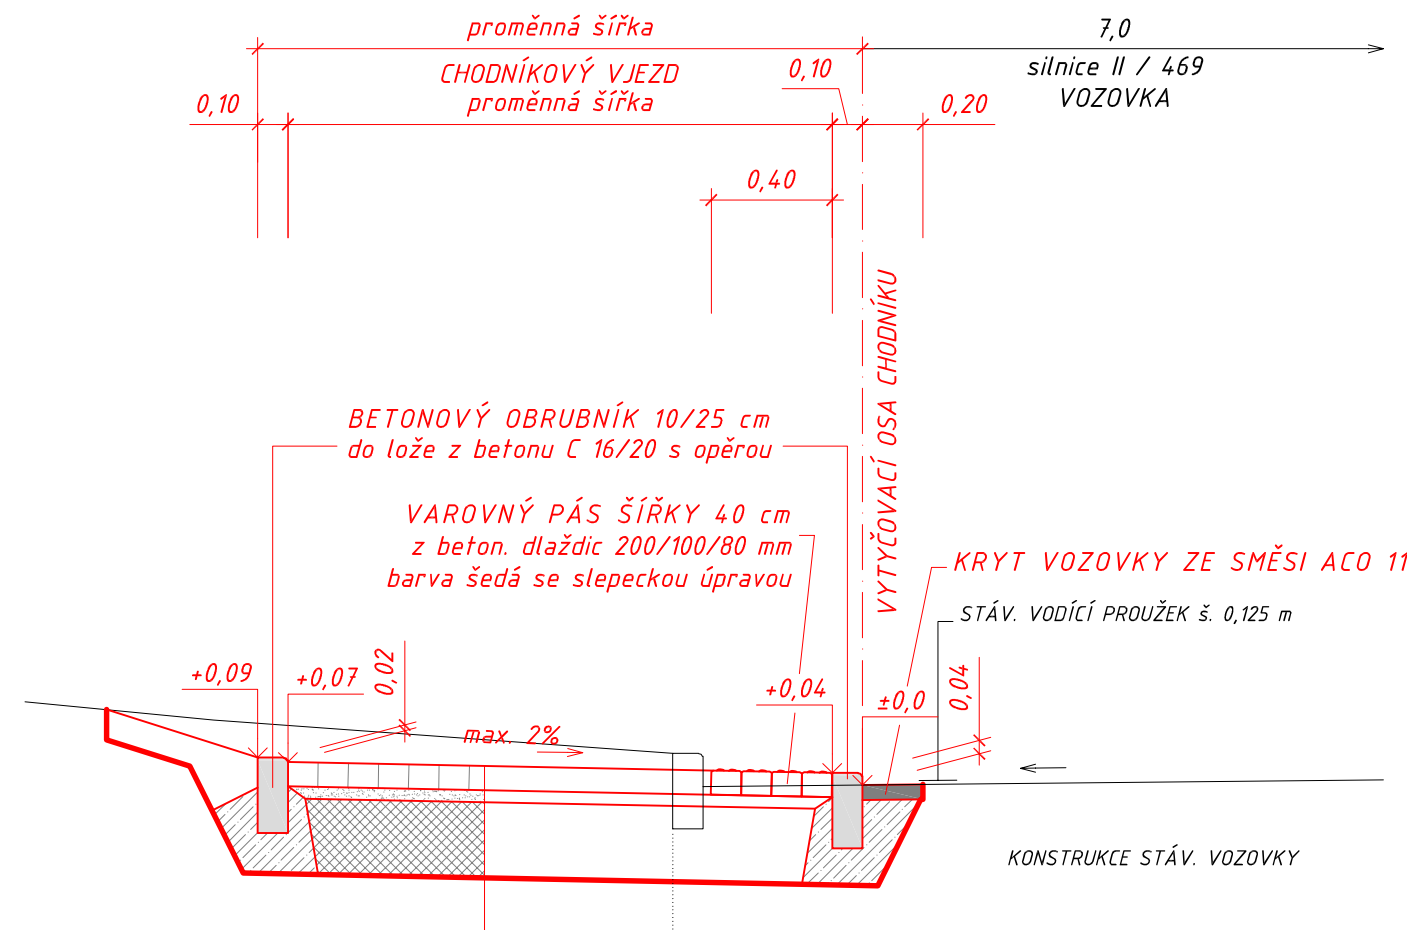 proměnná šířka
7,0
CHODNÍKOVÝ VJEZD
proměnná šířka
0,10
silnice II / 469
VOZOVKA
0,10
0,20
0,40
VYTYČOVACÍ OSA CHODNÍKU
BETONOVÝ OBRUBNÍK 10/25 cm
do lože z betonu C 16/20 s opěrou
VAROVNÝ PÁS ŠÍŘKY 40 cm
z beton. dlaždic 200/100/80 mm
barva šedá se slepeckou úpravou
KRYT VOZOVKY ZE SMĚSI ACO 11
STÁV. VODÍCÍ PROUŽEK š. 0,125 m
+0,09
+0,07
0,02
+0,04
±0,0
0,04
max. 2%
KONSTRUKCE STÁV. VOZOVKY